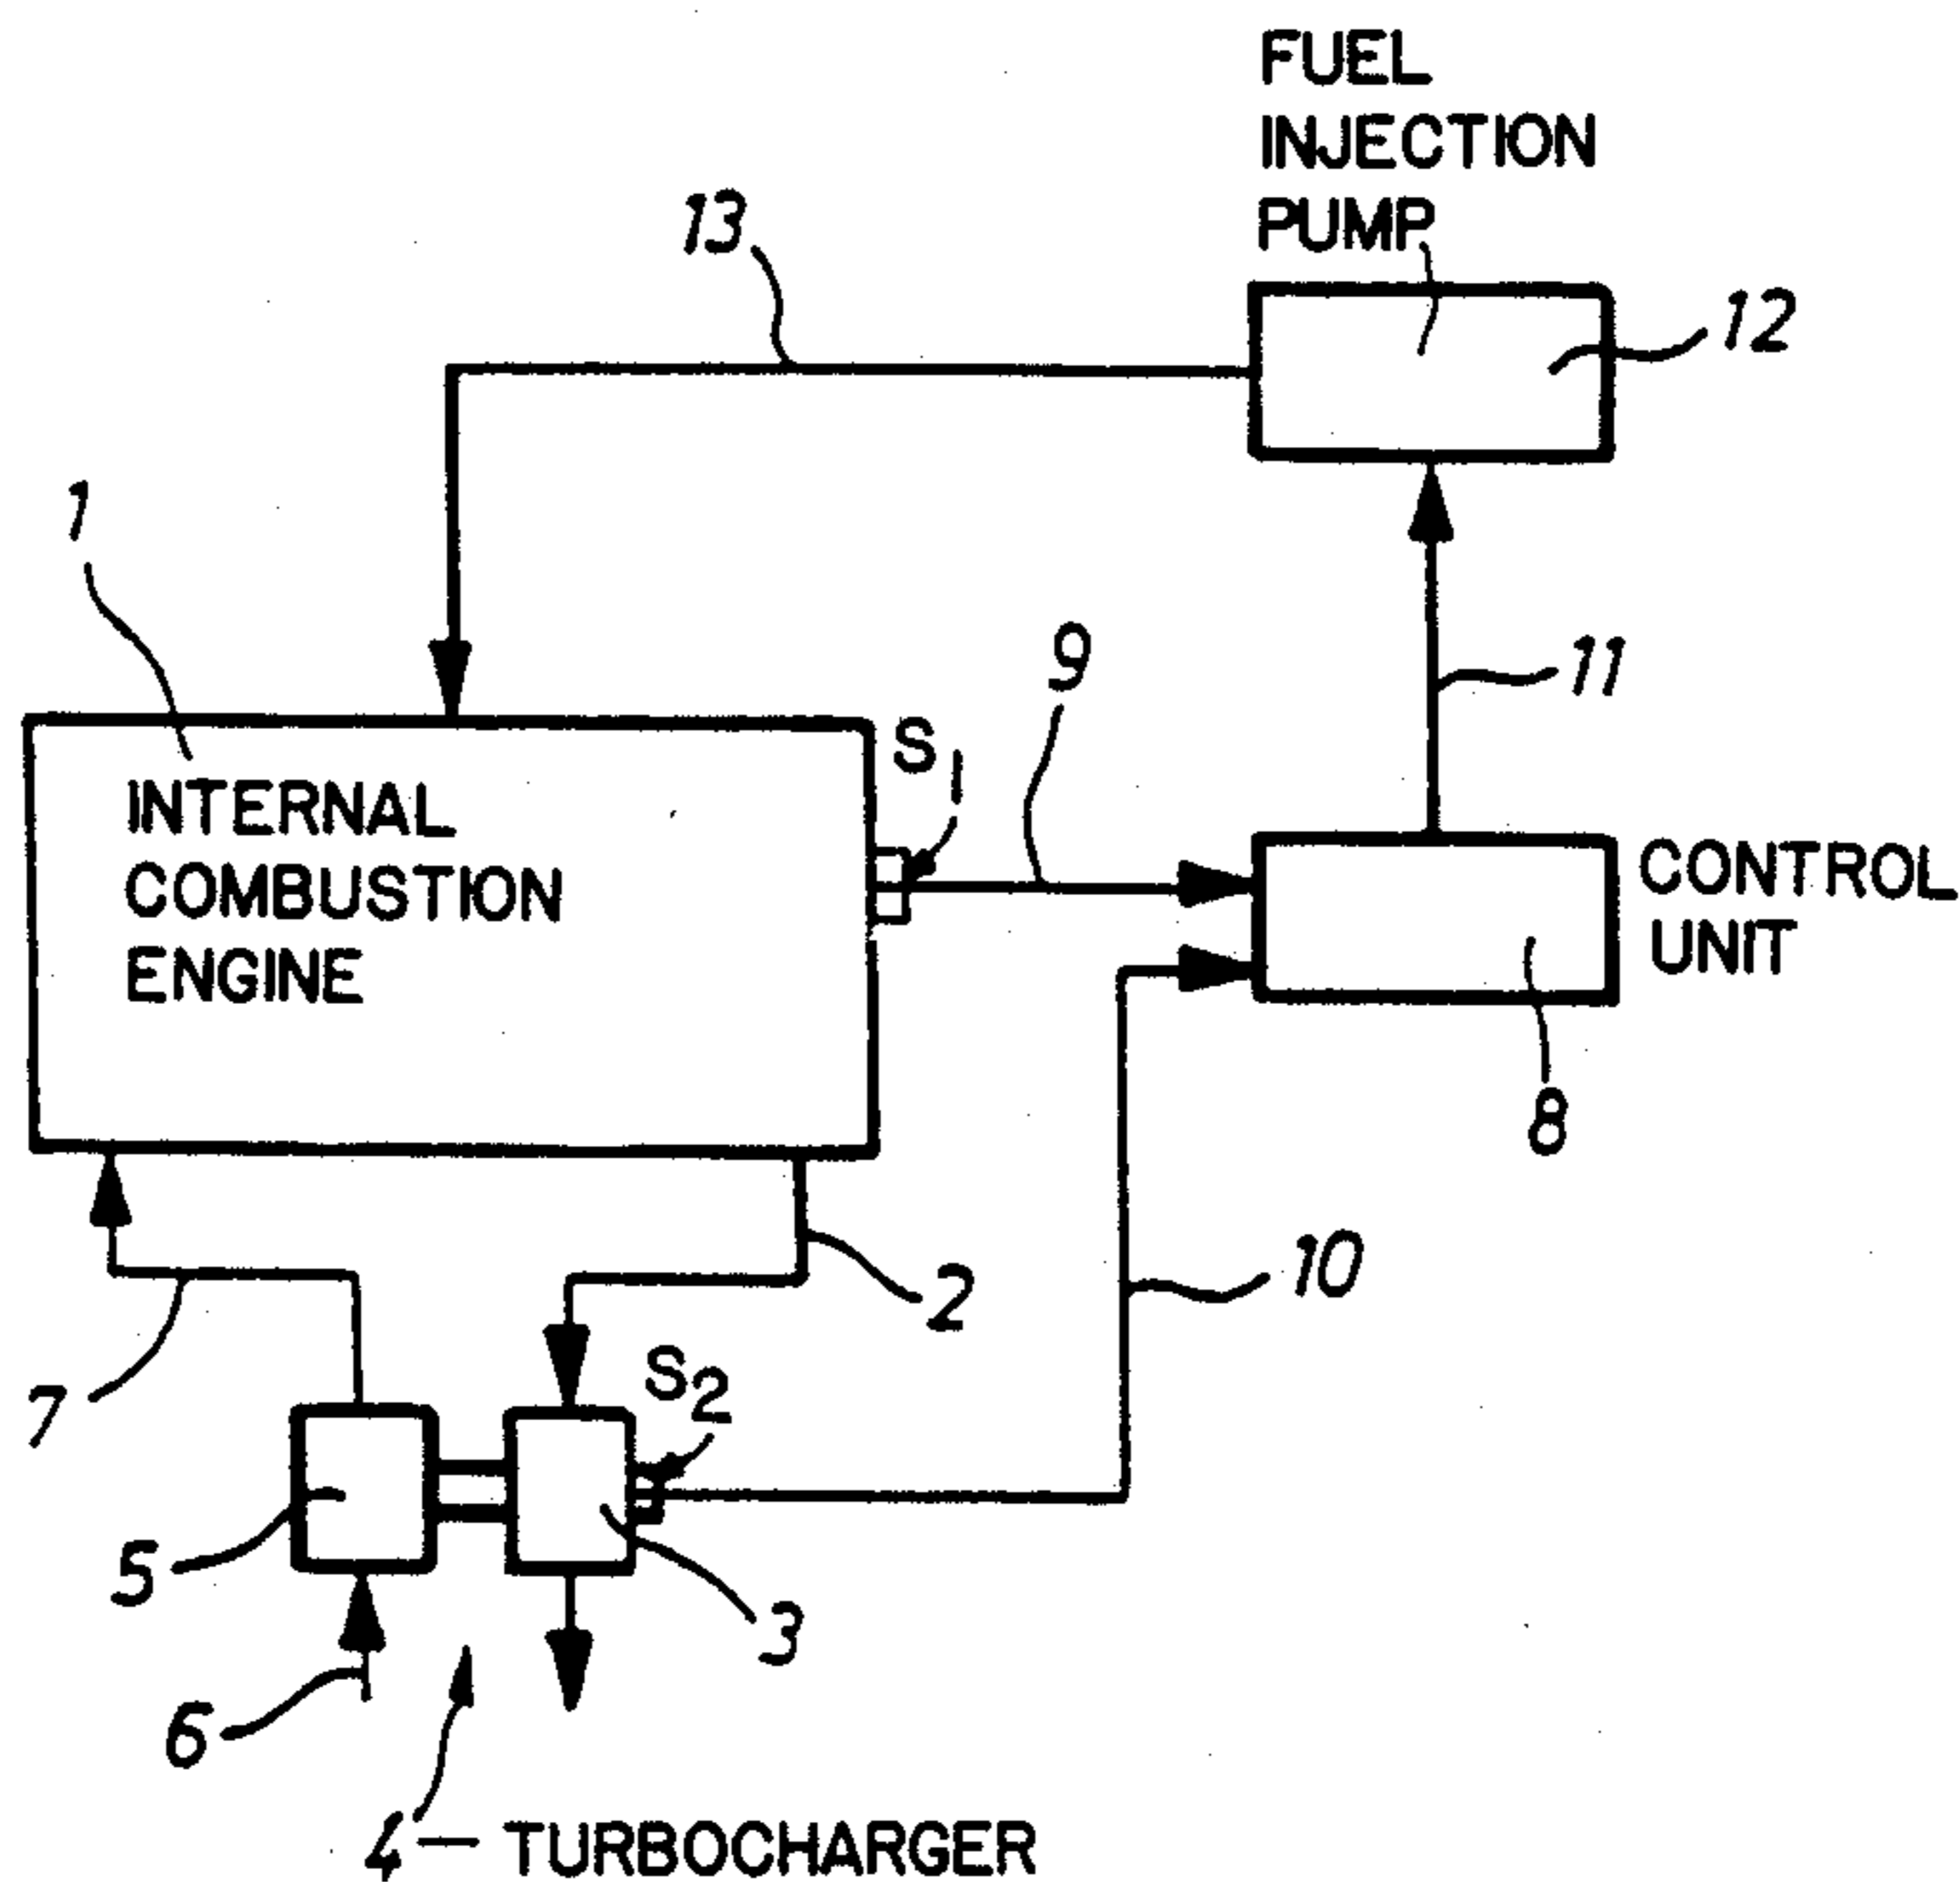 FUEL
INJECTION
PUMP
13
12
1
9
11
S1
INTERNAL
COMBUSTION
ENGINE
CONTROL
UNIT
8
10
2
7
S2
5
3
6
4 — TURBOCHARGER